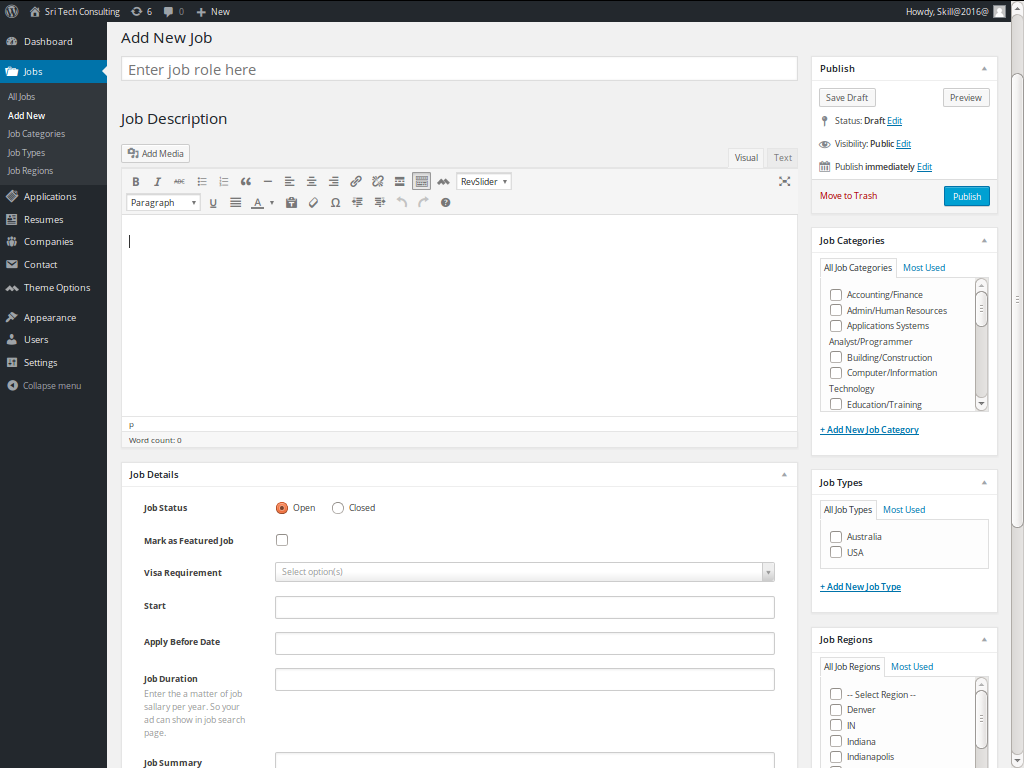 Sri Tech Consulting 6 0 New Howdy, Skill@2016@
Dashboard
Jobs
All Jobs
Add New
Job Categories
Job Types
Job Regions
Applications
Resumes
Companies
Contact
Theme Options
Appearance
Users
Settings
Collapse menu
Add New Job
Enter job role here
Job Description
Add Media
Visual Text
B I ABC RevSlider
Paragraph U A Ω
p
Word count: 0
Job Details
Job Status Open Closed
Mark as Featured Job
Visa Requirement Select option(s)
Start
Apply Before Date
Job Duration
Enter the a matter of job
sallary per year. So your
ad can show in job search
page.
Job Summary
Publish
Save Draft Preview
Status: Draft Edit
Visibility: Public Edit
Publish immediately Edit
Move to Trash Publish
Job Categories
All Job Categories Most Used
Accounting/Finance
Admin/Human Resources
Applications Systems
Analyst/Programmer
Building/Construction
Computer/Information
Technology
Education/Training
+ Add New Job Category
Job Types
All Job Types Most Used
Australia
USA
+ Add New Job Type
Job Regions
All Job Regions Most Used
-- Select Region --
Denver
IN
Indiana
Indianapolis